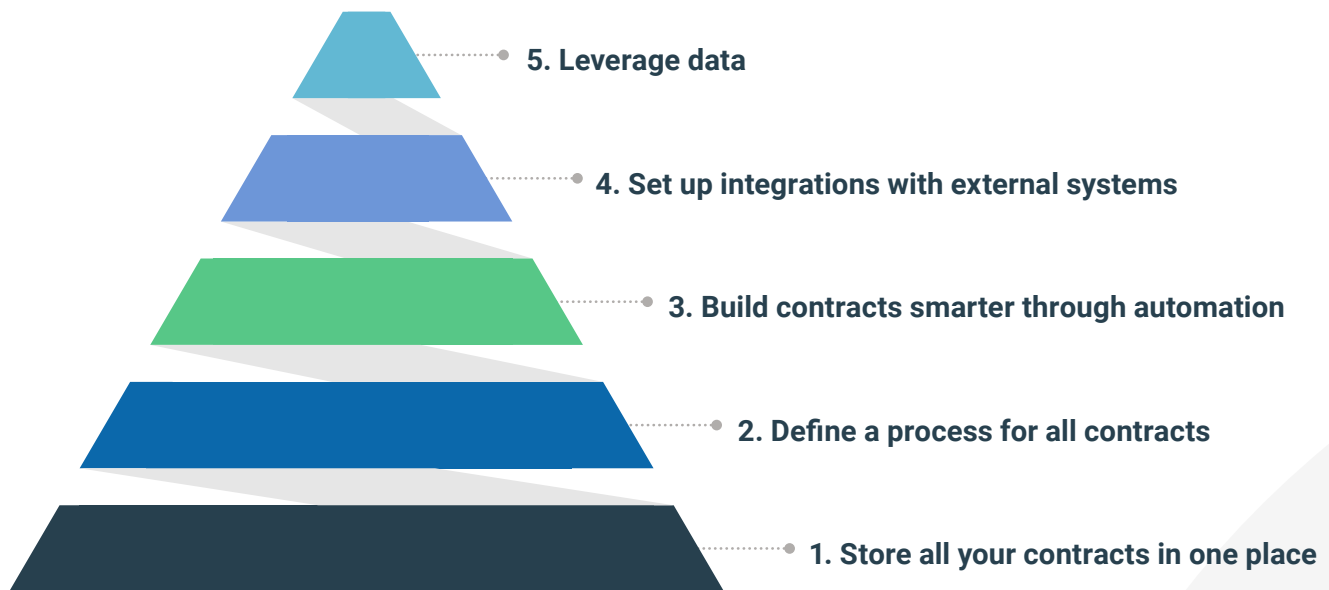 5. Leverage data
4. Set up integrations with external systems
3. Build contracts smarter through automation
2. Define a process for all contracts
1. Store all your contracts in one place